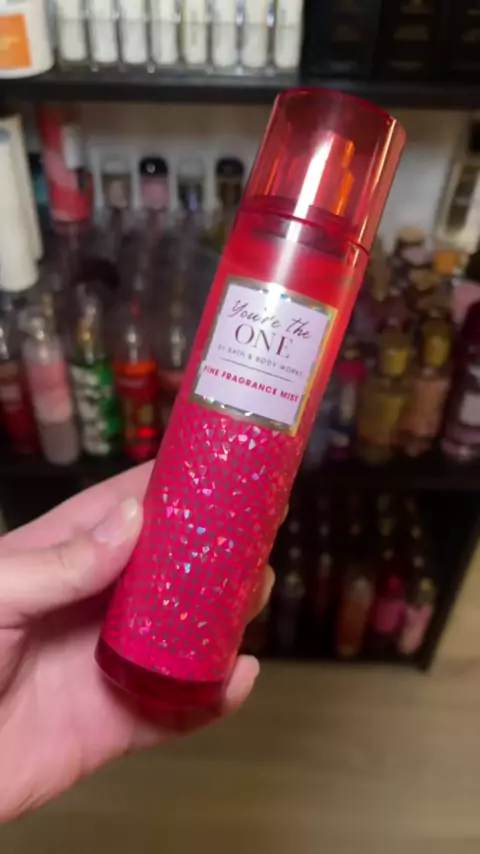 You're the
ONE
BY BATH & BODY WORKS
FINE FRAGRANCE MIST